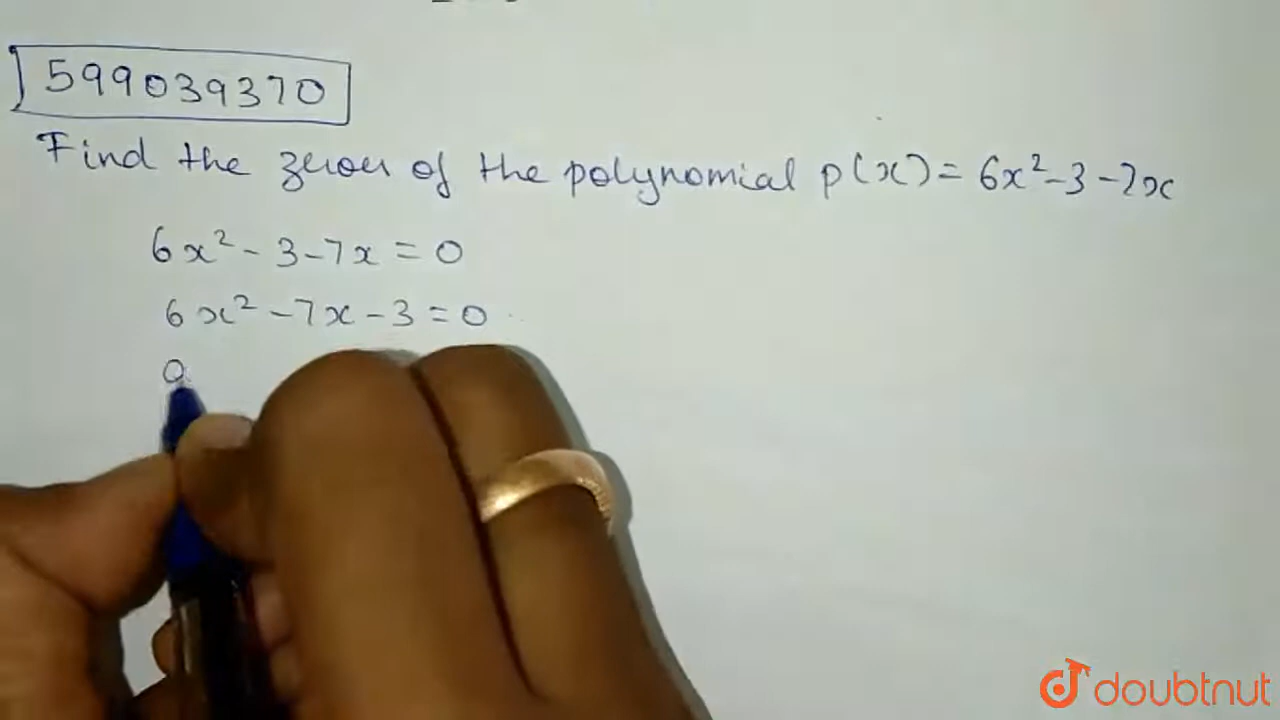 599039370
Find the zeroes of the polynomial p(x) = 6x² - 3 - 7x
6x² - 3 - 7x = 0
6x² - 7x - 3 = 0
doubtnut